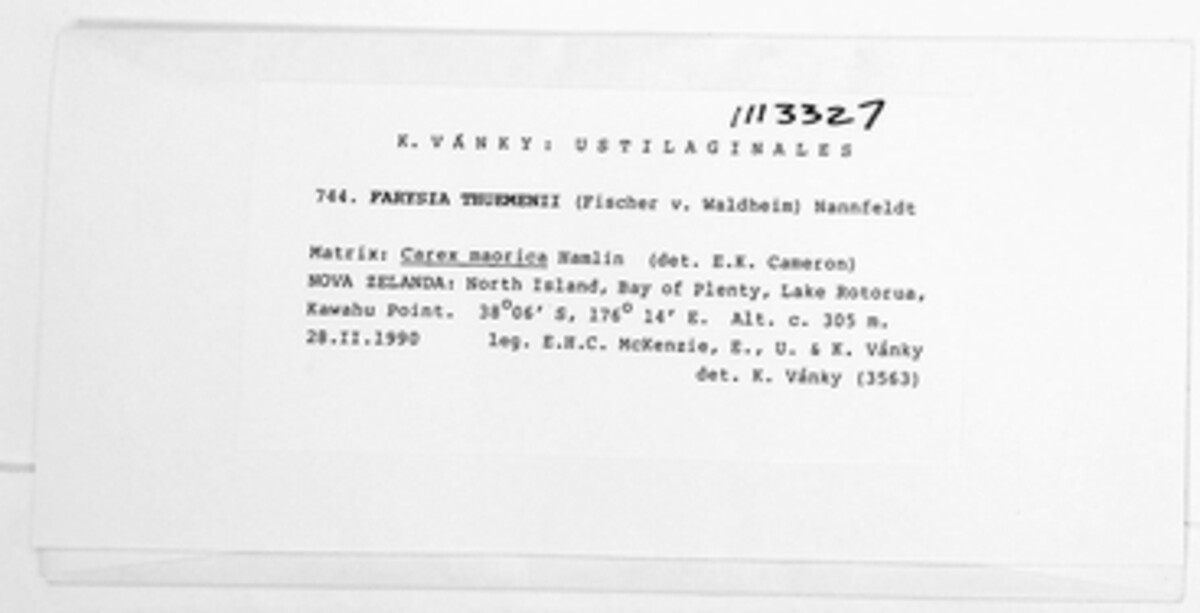 1113327
K. VÁNKY: USTILAGINALES
744. FARYSIA THUEMENII (Fischer v. Waldheim) Nannfeldt
Matrix: Carex maorica Hamlin (det. E.K. Cameron)
NOVA ZELANDA: North Island, Bay of Plenty, Lake Rotorua,
Kawahu Point. 38°06' S, 176° 14' E. Alt. c. 305 m.
28.II.1990 leg. E.H.C. McKenzie, E., U. & K. Vánky
det. K. Vánky (3563)